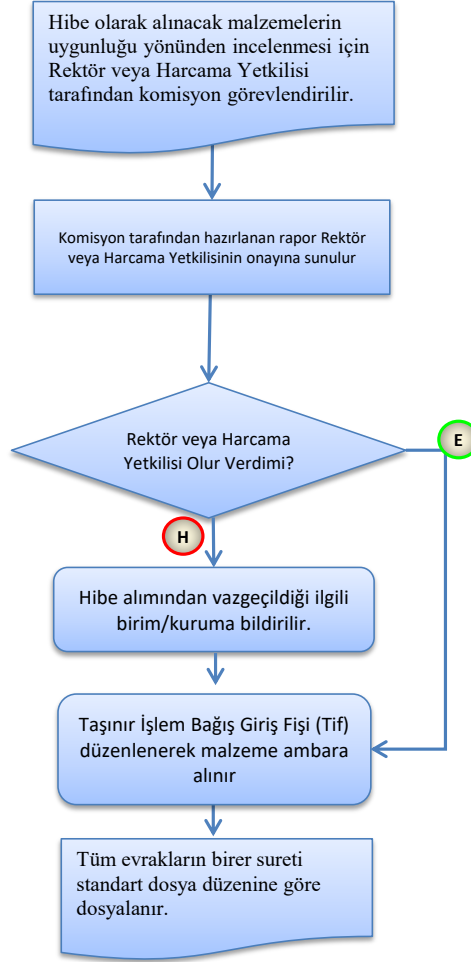 Hibe olarak alınacak malzemelerin
uygunluğu yönünden incelenmesi için
Rektör veya Harcama Yetkilisi
tarafından komisyon görevlendirilir.
Komisyon tarafından hazırlanan rapor Rektör
veya Harcama Yetkilisinin onayına sunulur
Rektör veya Harcama
Yetkilisi Olur Verdimi?
E
H
Hibe alımından vazgeçildiği ilgili
birim/kuruma bildirilir.
Taşınır İşlem Bağış Giriş Fişi (Tif)
düzenlenerek malzeme ambara
alınır
Tüm evrakların birer sureti
standart dosya düzenine göre
dosyalanır.